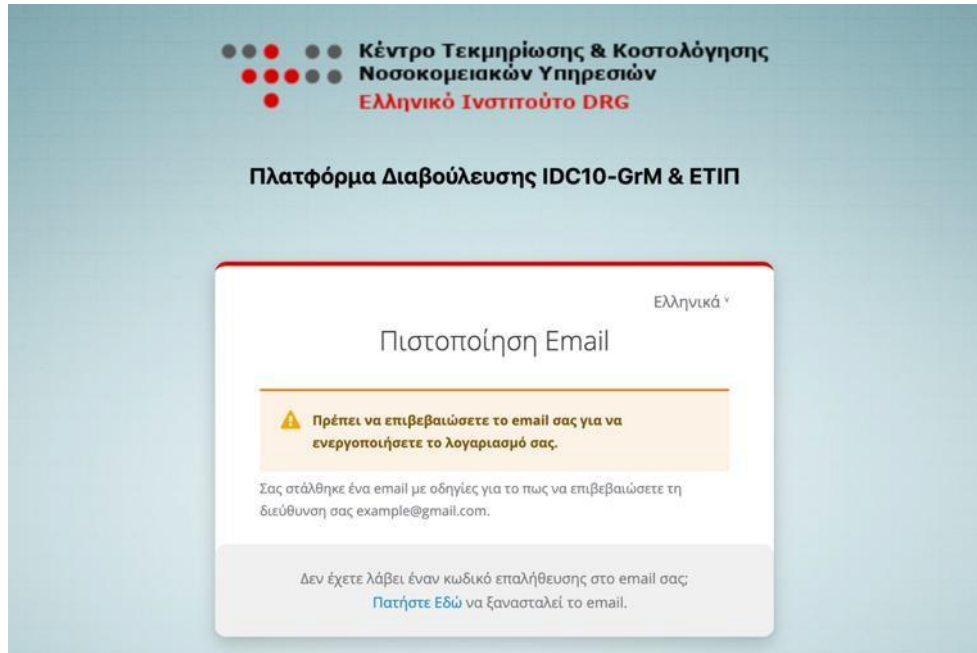 Κέντρο Τεκμηρίωσης & Κοστολόγησης
Νοσοκομειακών Υπηρεσιών
Ελληνικό Ινστιτούτο DRG
Πλατφόρμα Διαβούλευσης IDC10-GrM & ΕΤΙΠ
Ελληνικά
Πιστοποίηση Email
Πρέπει να επιβεβαιώσετε το email σας για να
ενεργοποιήσετε το λογαριασμό σας.
Σας στάλθηκε ένα email με οδηγίες για το πως να επιβεβαιώσετε τη
διεύθυνση σας example@gmail.com.
Δεν έχετε λάβει έναν κωδικό επαλήθευσης στο email σας;
Πατήστε Εδώ να ξανασταλεί το email.